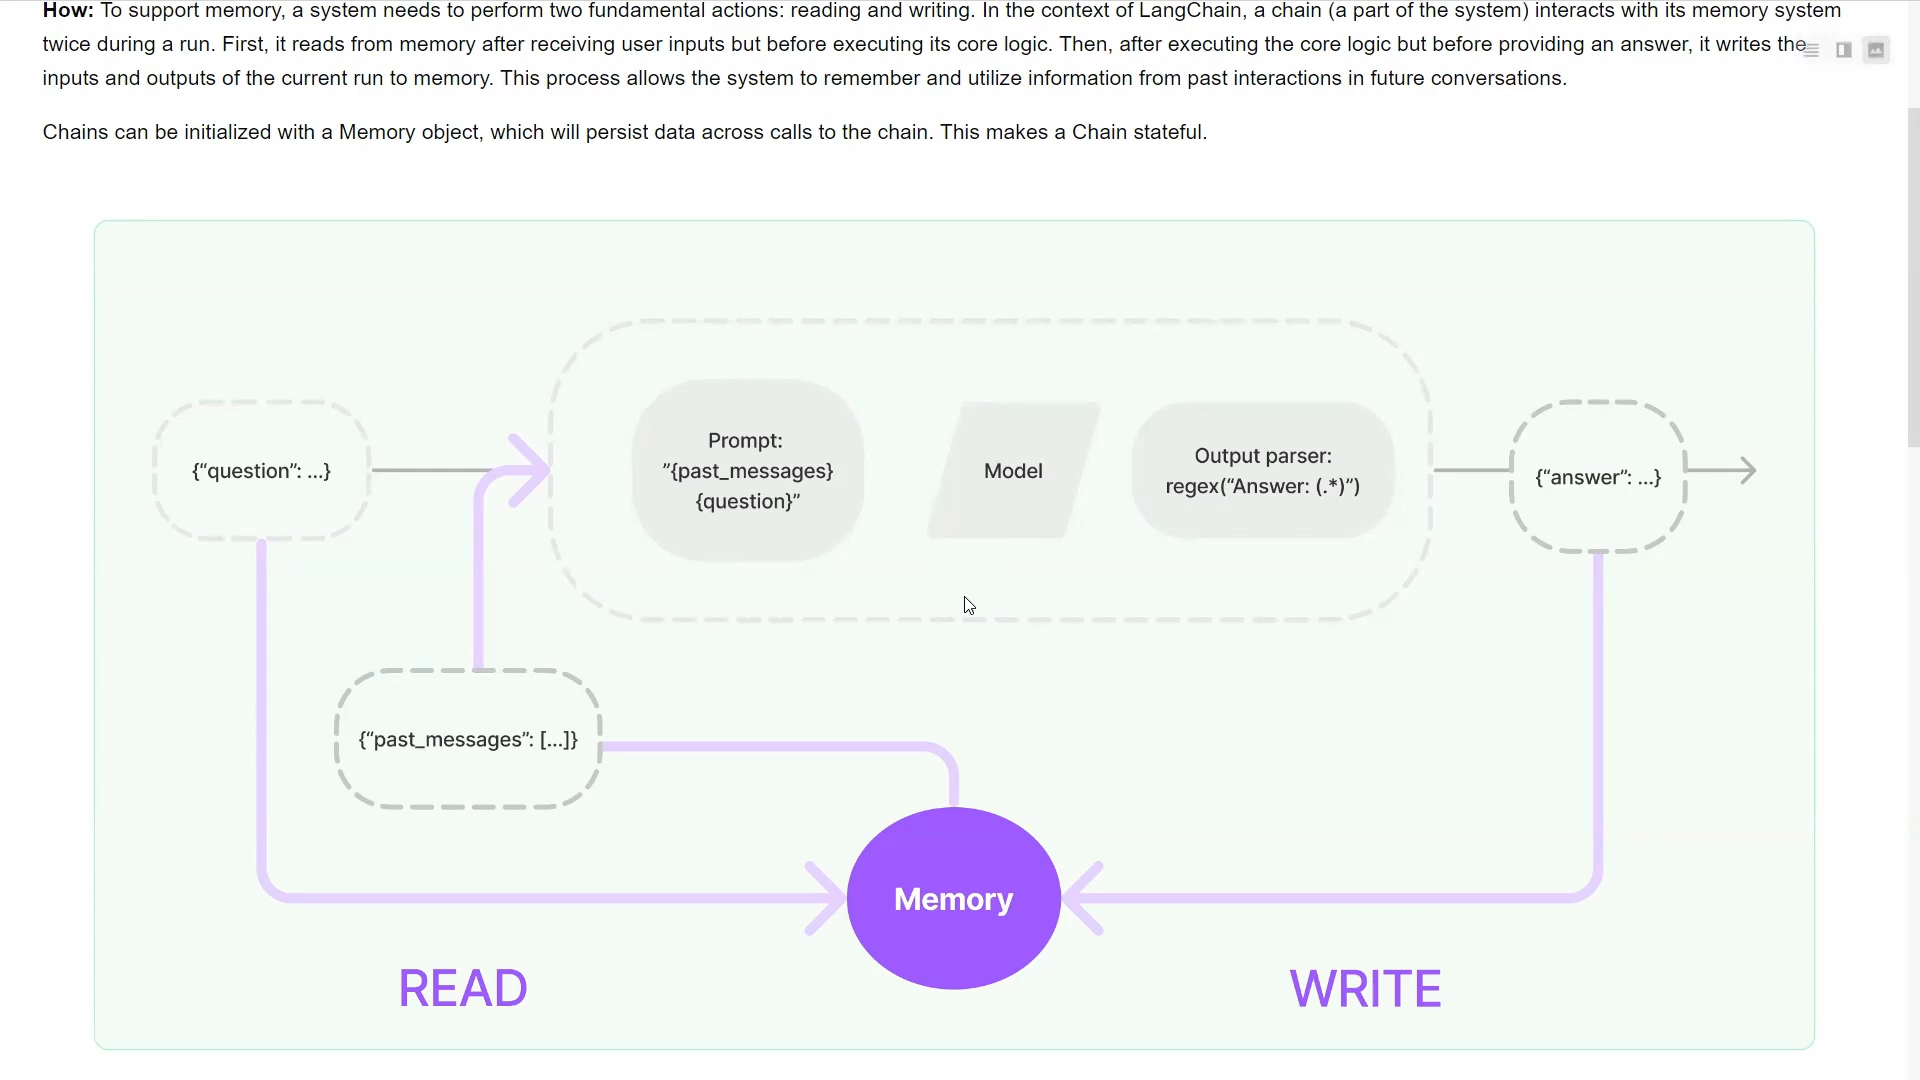 How: To support memory, a system needs to perform two fundamental actions: reading and writing. In the context of LangChain, a chain (a part of the system) interacts with its memory system
twice during a run. First, it reads from memory after receiving user inputs but before executing its core logic. Then, after executing the core logic but before providing an answer, it writes the
inputs and outputs of the current run to memory. This process allows the system to remember and utilize information from past interactions in future conversations.
Chains can be initialized with a Memory object, which will persist data across calls to the chain. This makes a Chain stateful.
{“question”: ...}
Prompt:
”{past_messages}
{question}”
Model
Output parser:
regex(“Answer: (.*)”)
{“answer”: ...}
{“past_messages”: [...]}
Memory
READ
WRITE